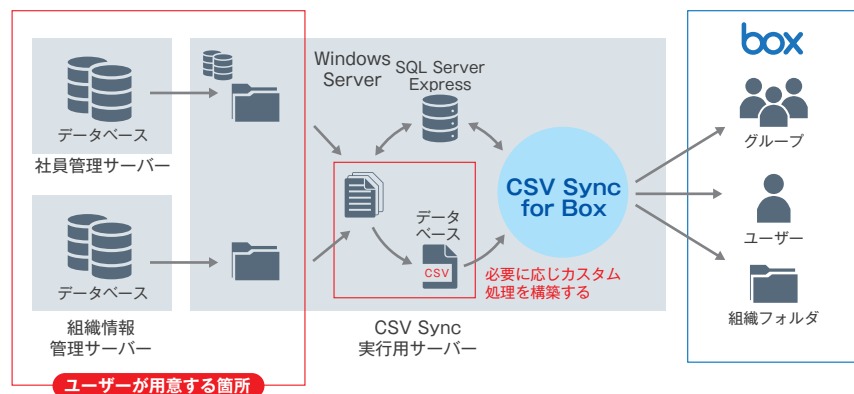 データベース
社員管理サーバー
データベース
組織情報
管理サーバー
ユーザーが用意する箇所
Windows
Server
SQL Server
Express
データ
ベース
CSV
必要に応じカスタム
処理を構築する
CSV Sync
for Box
CSV Sync
実行用サーバー
box
グループ
ユーザー
組織フォルダ